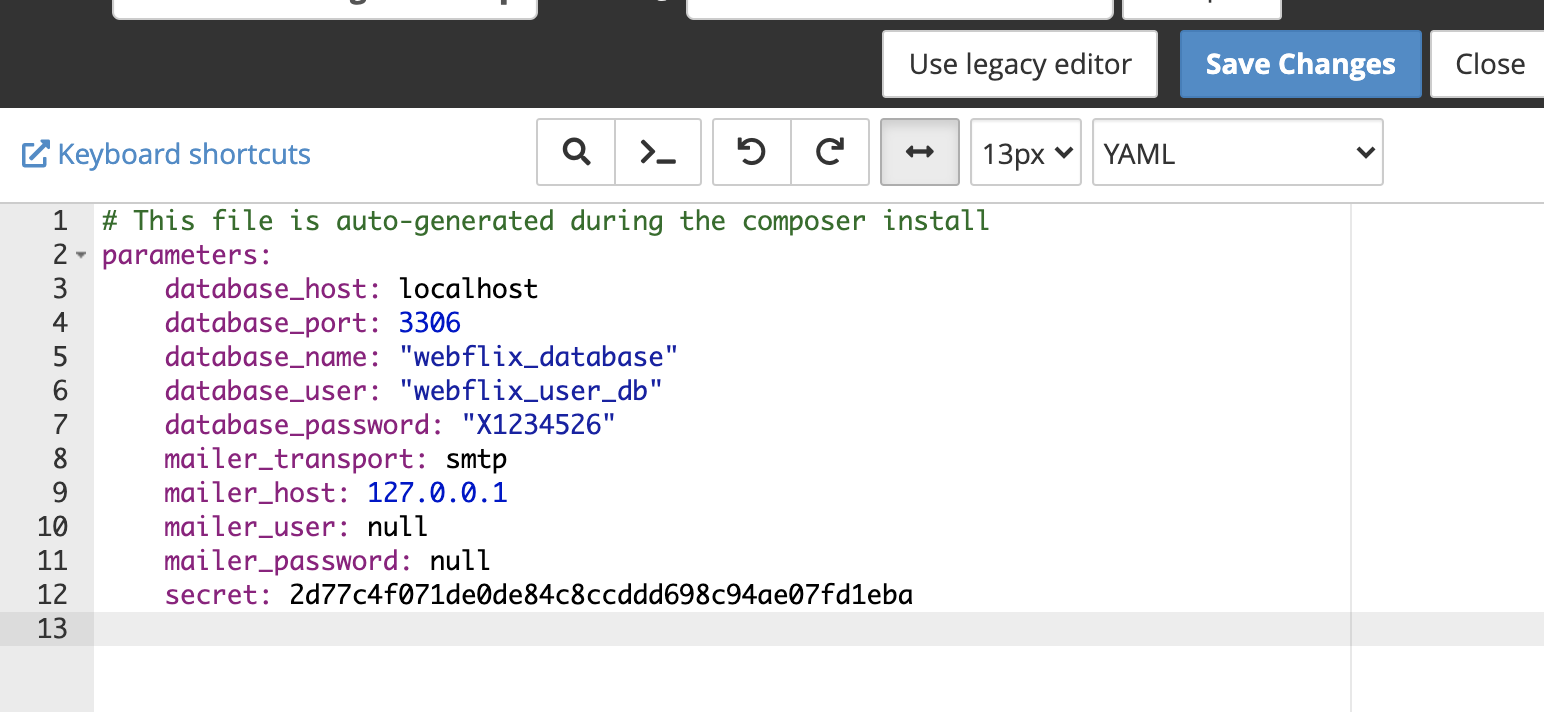 Use legacy editor
Save Changes
Close
Keyboard shortcuts
13px
YAML
1 # This file is auto-generated during the composer install
2 parameters:
3     database_host: localhost
4     database_port: 3306
5     database_name: "webflix_database"
6     database_user: "webflix_user_db"
7     database_password: "X1234526"
8     mailer_transport: smtp
9     mailer_host: 127.0.0.1
10     mailer_user: null
11     mailer_password: null
12     secret: 2d77c4f071de0de84c8ccddd698c94ae07fd1eba
13